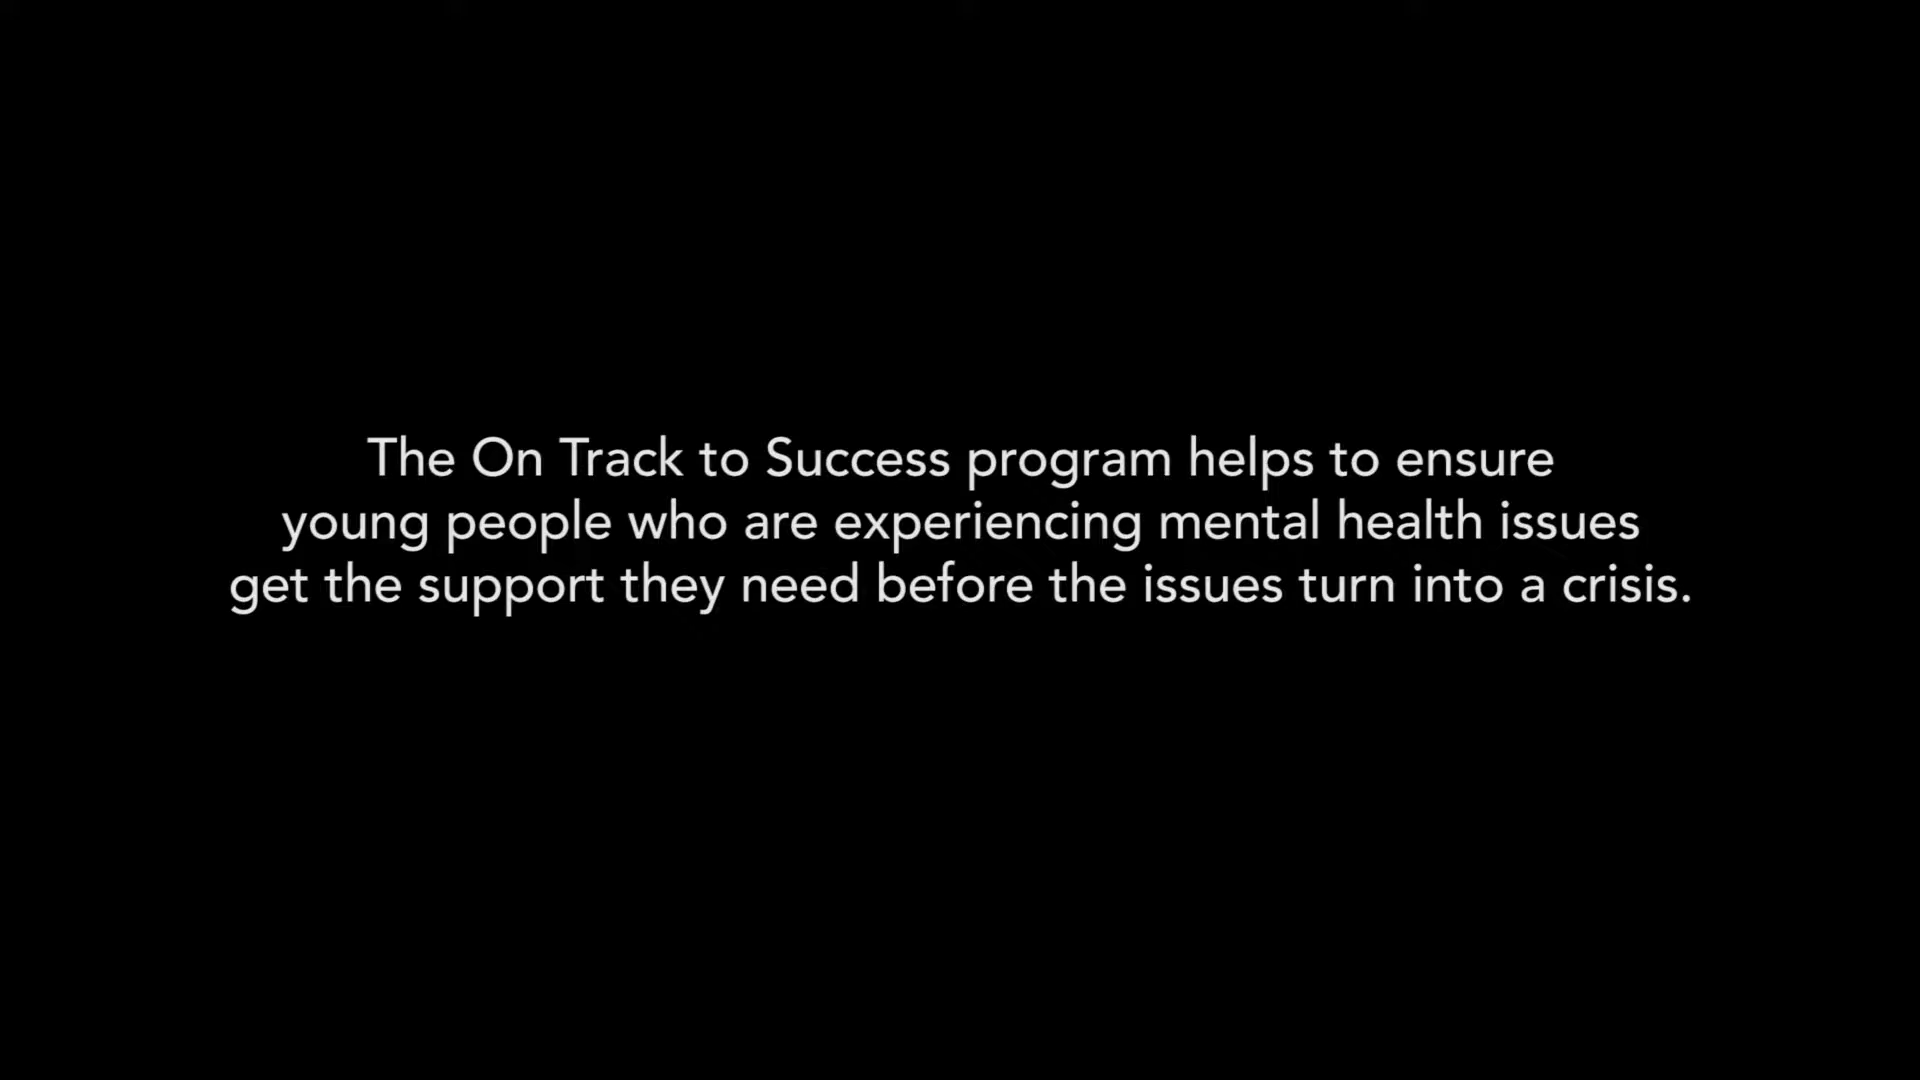 The On Track to Success program helps to ensure
young people who are experiencing mental health issues
get the support they need before the issues turn into a crisis.